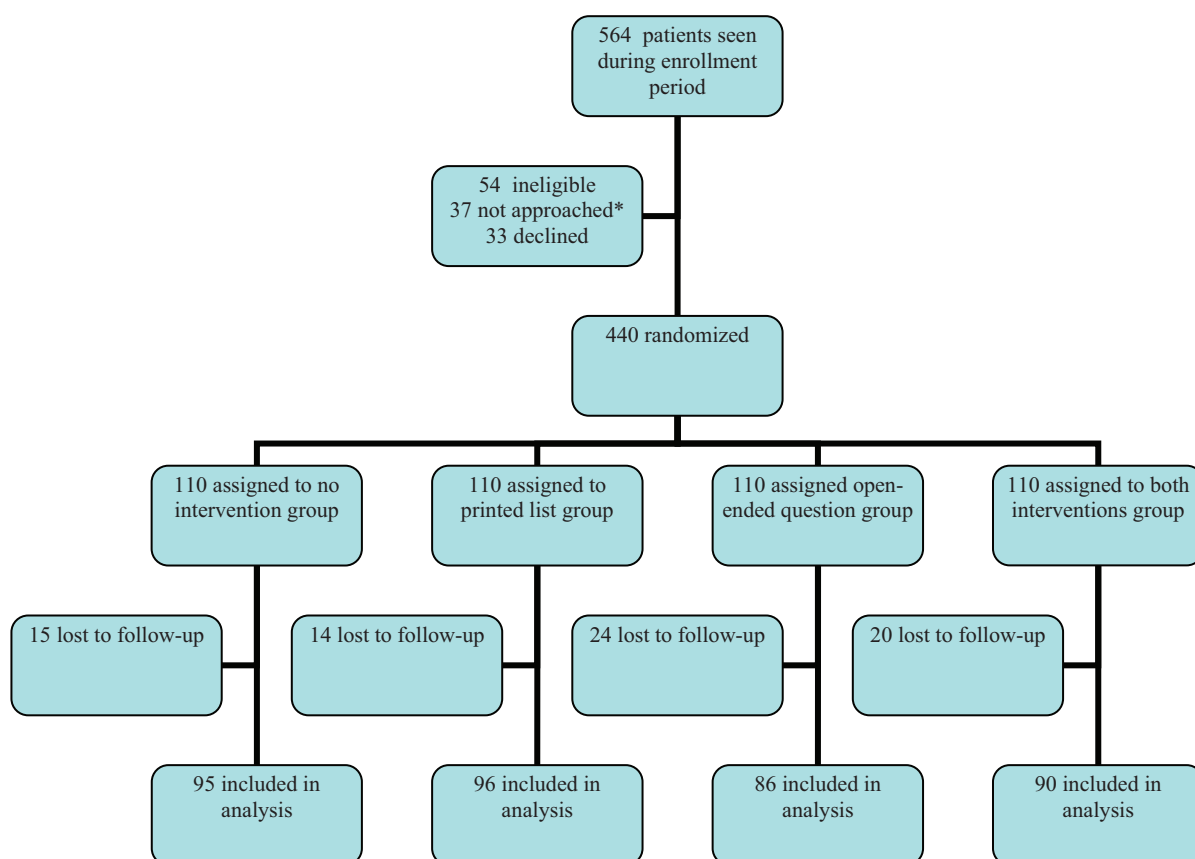 564 patients seen
during enrollment
period
54 ineligible
37 not approached*
33 declined
440 randomized
110 assigned to no
intervention group
110 assigned to
printed list group
110 assigned open-
ended question group
110 assigned to both
interventions group
15 lost to follow-up
14 lost to follow-up
24 lost to follow-up
20 lost to follow-up
95 included in
analysis
96 included in
analysis
86 included in
analysis
90 included in
analysis